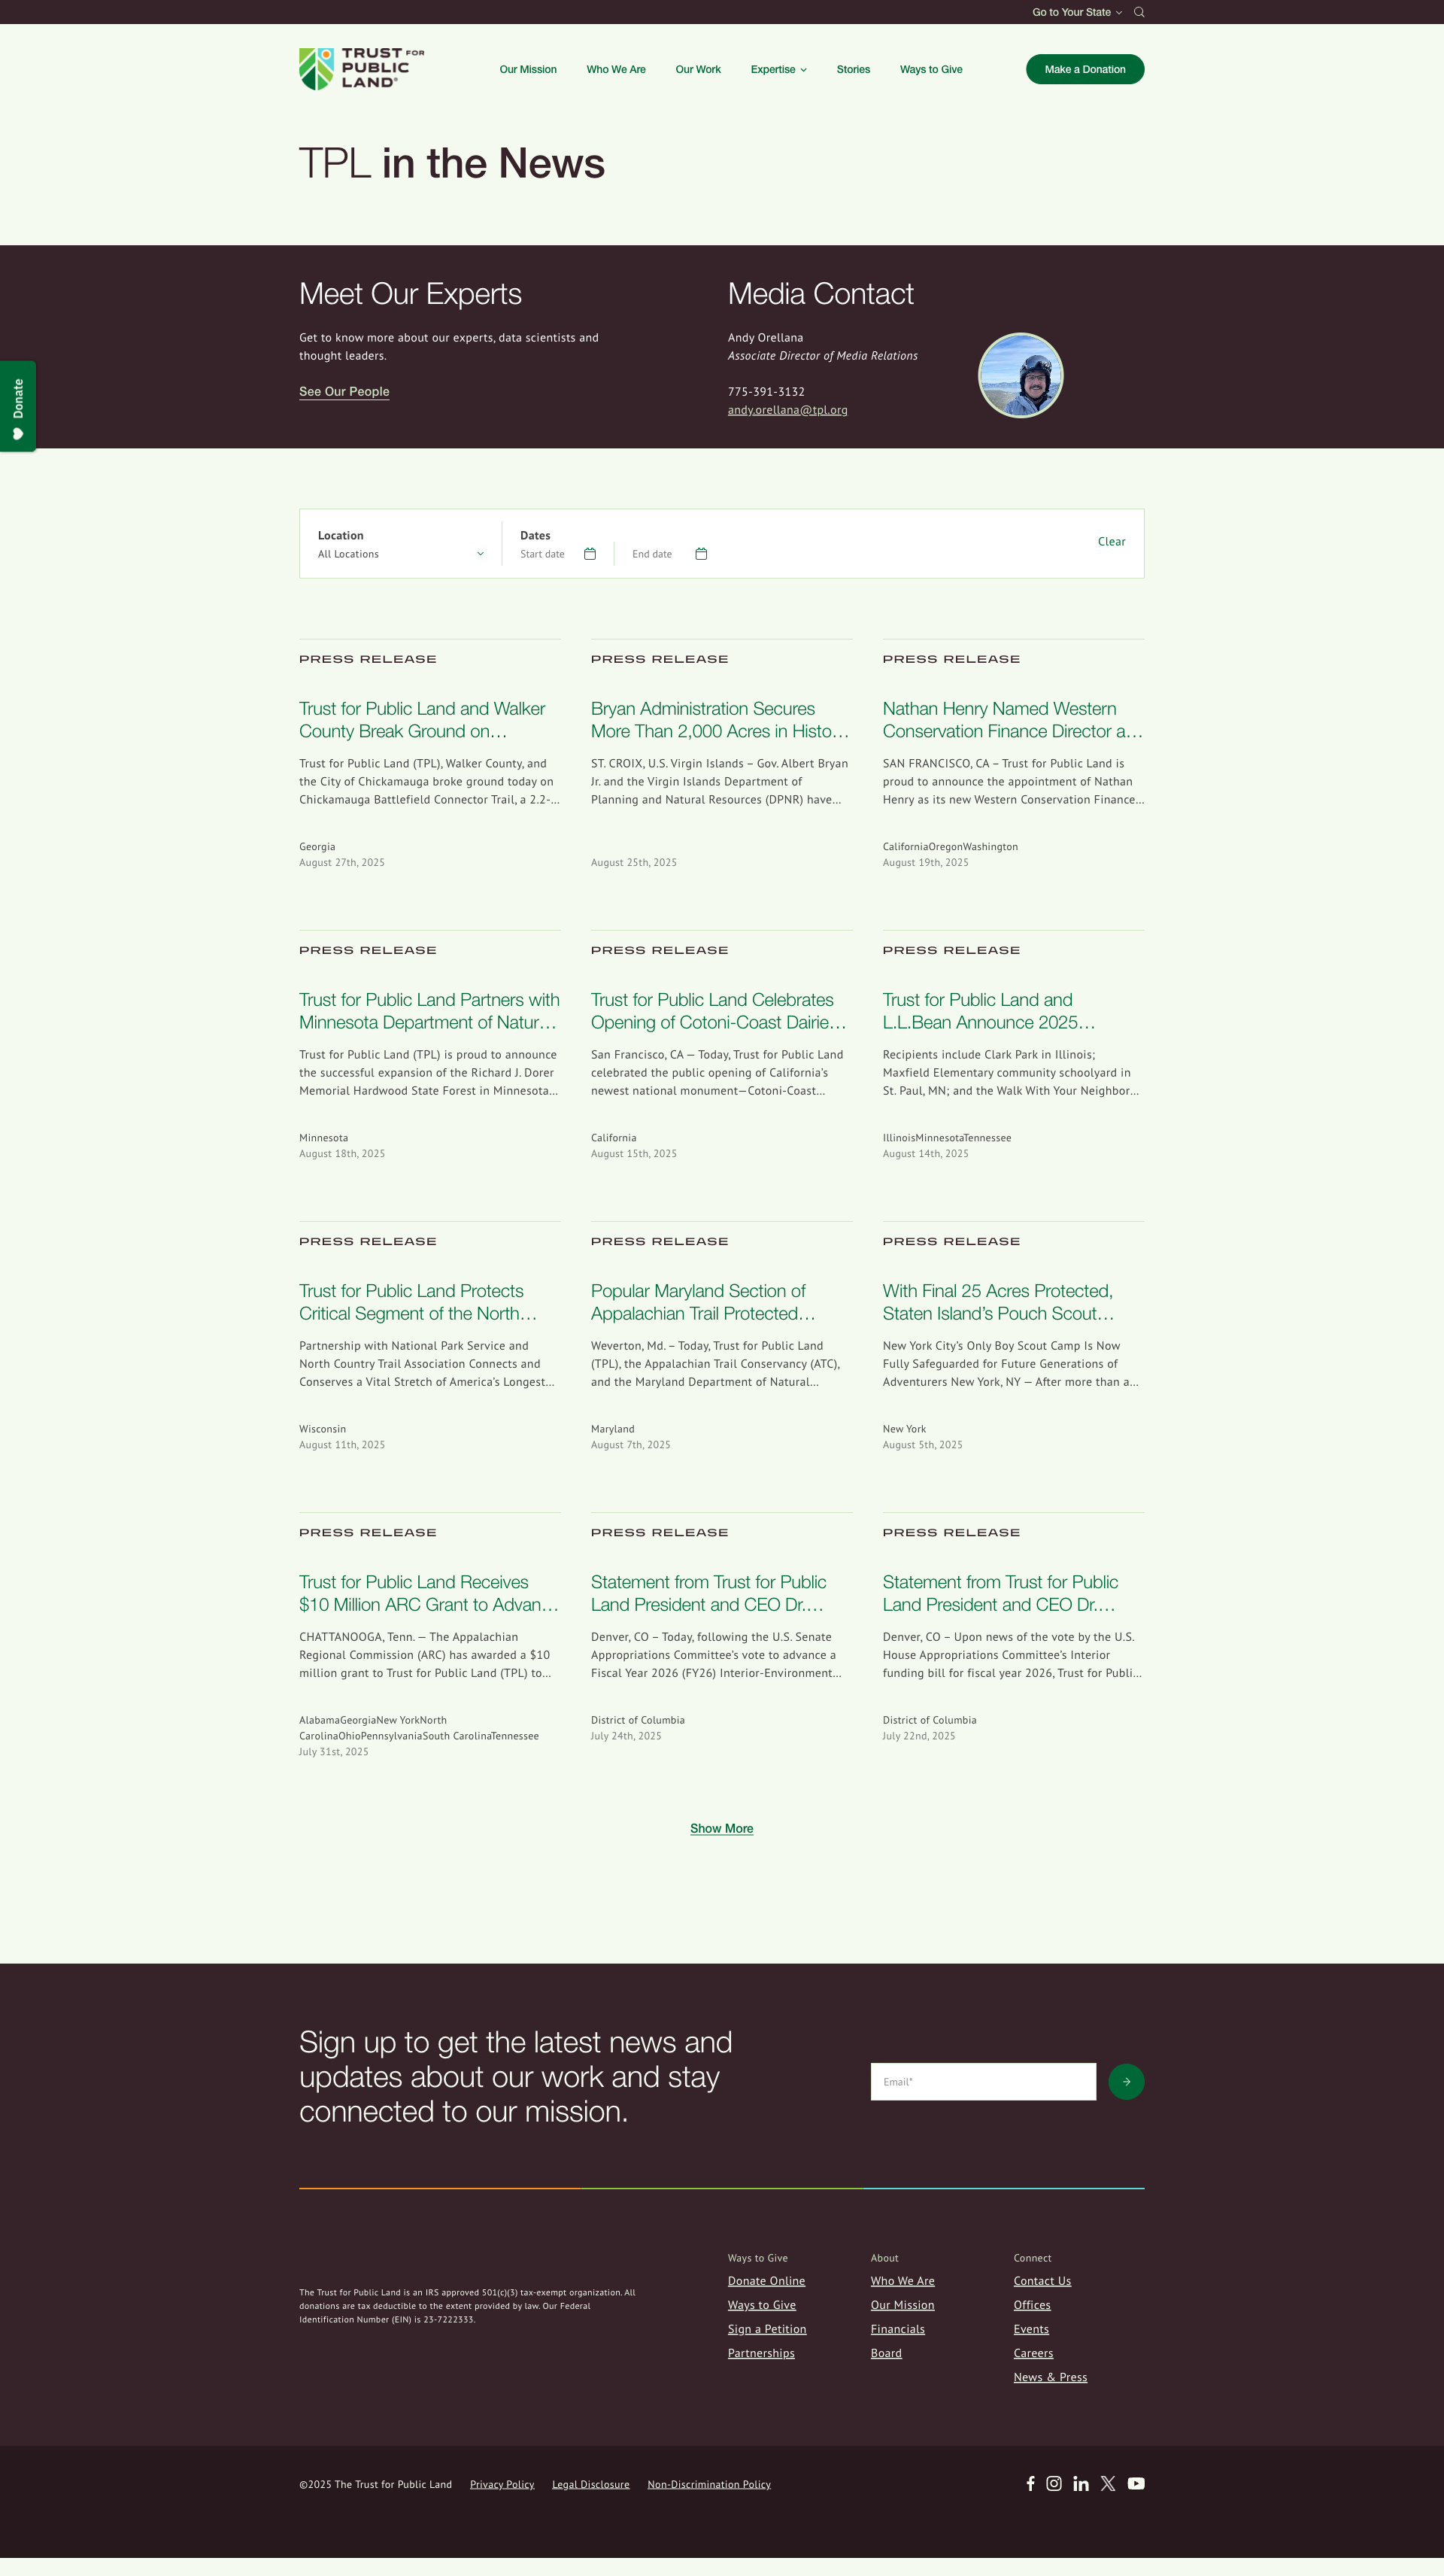 Go to Your State
TRUST FOR
PUBLIC
LAND®
Our Mission
Who We Are
Our Work
Expertise
Stories
Ways to Give
Make a Donation
TPL in the News
Meet Our Experts
Get to know more about our experts, data scientists and
thought leaders.
See Our People
Media Contact
Andy Orellana
Associate Director of Media Relations
775-391-3132
andy.orellana@tpl.org
Donate
Location
All Locations
Dates
Start date
End date
Clear
PRESS RELEASE
Trust for Public Land and Walker
County Break Ground on…
Trust for Public Land (TPL), Walker County, and
the City of Chickamauga broke ground today on
Chickamauga Battlefield Connector Trail, a 2.2-…
Georgia
August 27th, 2025
PRESS RELEASE
Bryan Administration Secures
More Than 2,000 Acres in Histo…
ST. CROIX, U.S. Virgin Islands – Gov. Albert Bryan
Jr. and the Virgin Islands Department of
Planning and Natural Resources (DPNR) have…
August 25th, 2025
PRESS RELEASE
Nathan Henry Named Western
Conservation Finance Director a…
SAN FRANCISCO, CA – Trust for Public Land is
proud to announce the appointment of Nathan
Henry as its new Western Conservation Finance…
CaliforniaOregonWashington
August 19th, 2025
PRESS RELEASE
Trust for Public Land Partners with
Minnesota Department of Natur…
Trust for Public Land (TPL) is proud to announce
the successful expansion of the Richard J. Dorer
Memorial Hardwood State Forest in Minnesota…
Minnesota
August 18th, 2025
PRESS RELEASE
Trust for Public Land Celebrates
Opening of Cotoni-Coast Dairie…
San Francisco, CA — Today, Trust for Public Land
celebrated the public opening of California’s
newest national monument—Cotoni-Coast…
California
August 15th, 2025
PRESS RELEASE
Trust for Public Land and
L.L.Bean Announce 2025…
Recipients include Clark Park in Illinois;
Maxfield Elementary community schoolyard in
St. Paul, MN; and the Walk With Your Neighbor…
IllinoisMinnesotaTennessee
August 14th, 2025
PRESS RELEASE
Trust for Public Land Protects
Critical Segment of the North…
Partnership with National Park Service and
North Country Trail Association Connects and
Conserves a Vital Stretch of America’s Longest…
Wisconsin
August 11th, 2025
PRESS RELEASE
Popular Maryland Section of
Appalachian Trail Protected…
Weverton, Md. – Today, Trust for Public Land
(TPL), the Appalachian Trail Conservancy (ATC),
and the Maryland Department of Natural…
Maryland
August 7th, 2025
PRESS RELEASE
With Final 25 Acres Protected,
Staten Island’s Pouch Scout…
New York City’s Only Boy Scout Camp Is Now
Fully Safeguarded for Future Generations of
Adventurers New York, NY — After more than a…
New York
August 5th, 2025
PRESS RELEASE
Trust for Public Land Receives
$10 Million ARC Grant to Advan…
CHATTANOOGA, Tenn. — The Appalachian
Regional Commission (ARC) has awarded a $10
million grant to Trust for Public Land (TPL) to…
AlabamaGeorgiaNew YorkNorth
CarolinaOhioPennsylvaniaSouth CarolinaTennessee
July 31st, 2025
PRESS RELEASE
Statement from Trust for Public
Land President and CEO Dr.…
Denver, CO – Today, following the U.S. Senate
Appropriations Committee’s vote to advance a
Fiscal Year 2026 (FY26) Interior-Environment…
District of Columbia
July 24th, 2025
PRESS RELEASE
Statement from Trust for Public
Land President and CEO Dr.…
Denver, CO – Upon news of the vote by the U.S.
House Appropriations Committee’s Interior
funding bill for fiscal year 2026, Trust for Publi…
District of Columbia
July 22nd, 2025
Show More
Sign up to get the latest news and
updates about our work and stay
connected to our mission.
Email*
The Trust for Public Land is an IRS approved 501(c)(3) tax-exempt organization. All
donations are tax deductible to the extent provided by law. Our Federal
Identification Number (EIN) is 23-7222333.
Ways to Give
Donate Online
Ways to Give
Sign a Petition
Partnerships
About
Who We Are
Our Mission
Financials
Board
Connect
Contact Us
Offices
Events
Careers
News & Press
©2025 The Trust for Public Land
Privacy Policy
Legal Disclosure
Non-Discrimination Policy